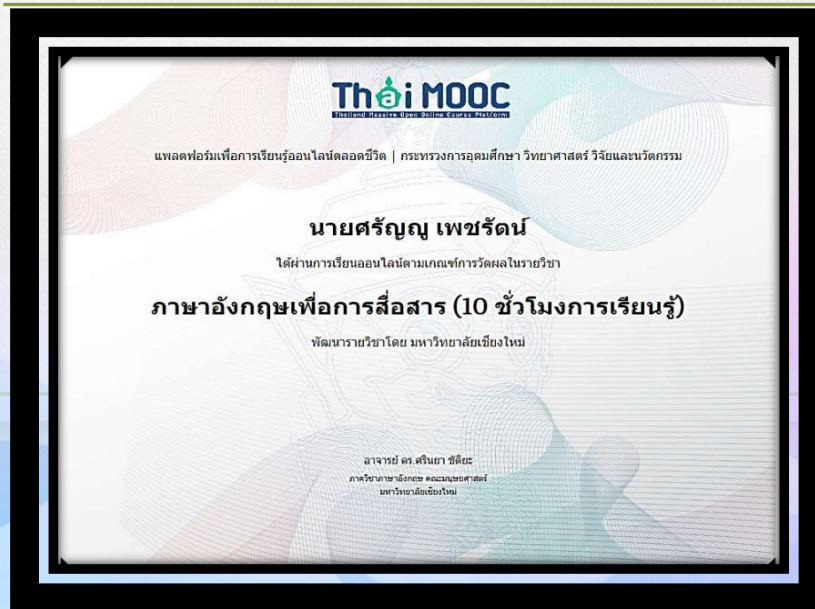 Thai MOOC
Thailand Massive Open Online Course Platform
แพลตฟอร์มเพื่อการเรียนรู้ออนไลน์ตลอดชีวิต | กระทรวงการอุดมศึกษา วิทยาศาสตร์ วิจัยและนวัตกรรม
นายศรัญญู เพชรัตน์
ได้ผ่านการเรียนออนไลน์ตามเกณฑ์การวัดผลในรายวิชา
ภาษาอังกฤษเพื่อการสื่อสาร (10 ชั่วโมงการเรียนรู้)
พัฒนารายวิชาโดย มหาวิทยาลัยเชียงใหม่
อาจารย์ ดร.ศรินยา ขัติยะ
ภาควิชาภาษาอังกฤษ คณะมนุษยศาสตร์
มหาวิทยาลัยเชียงใหม่